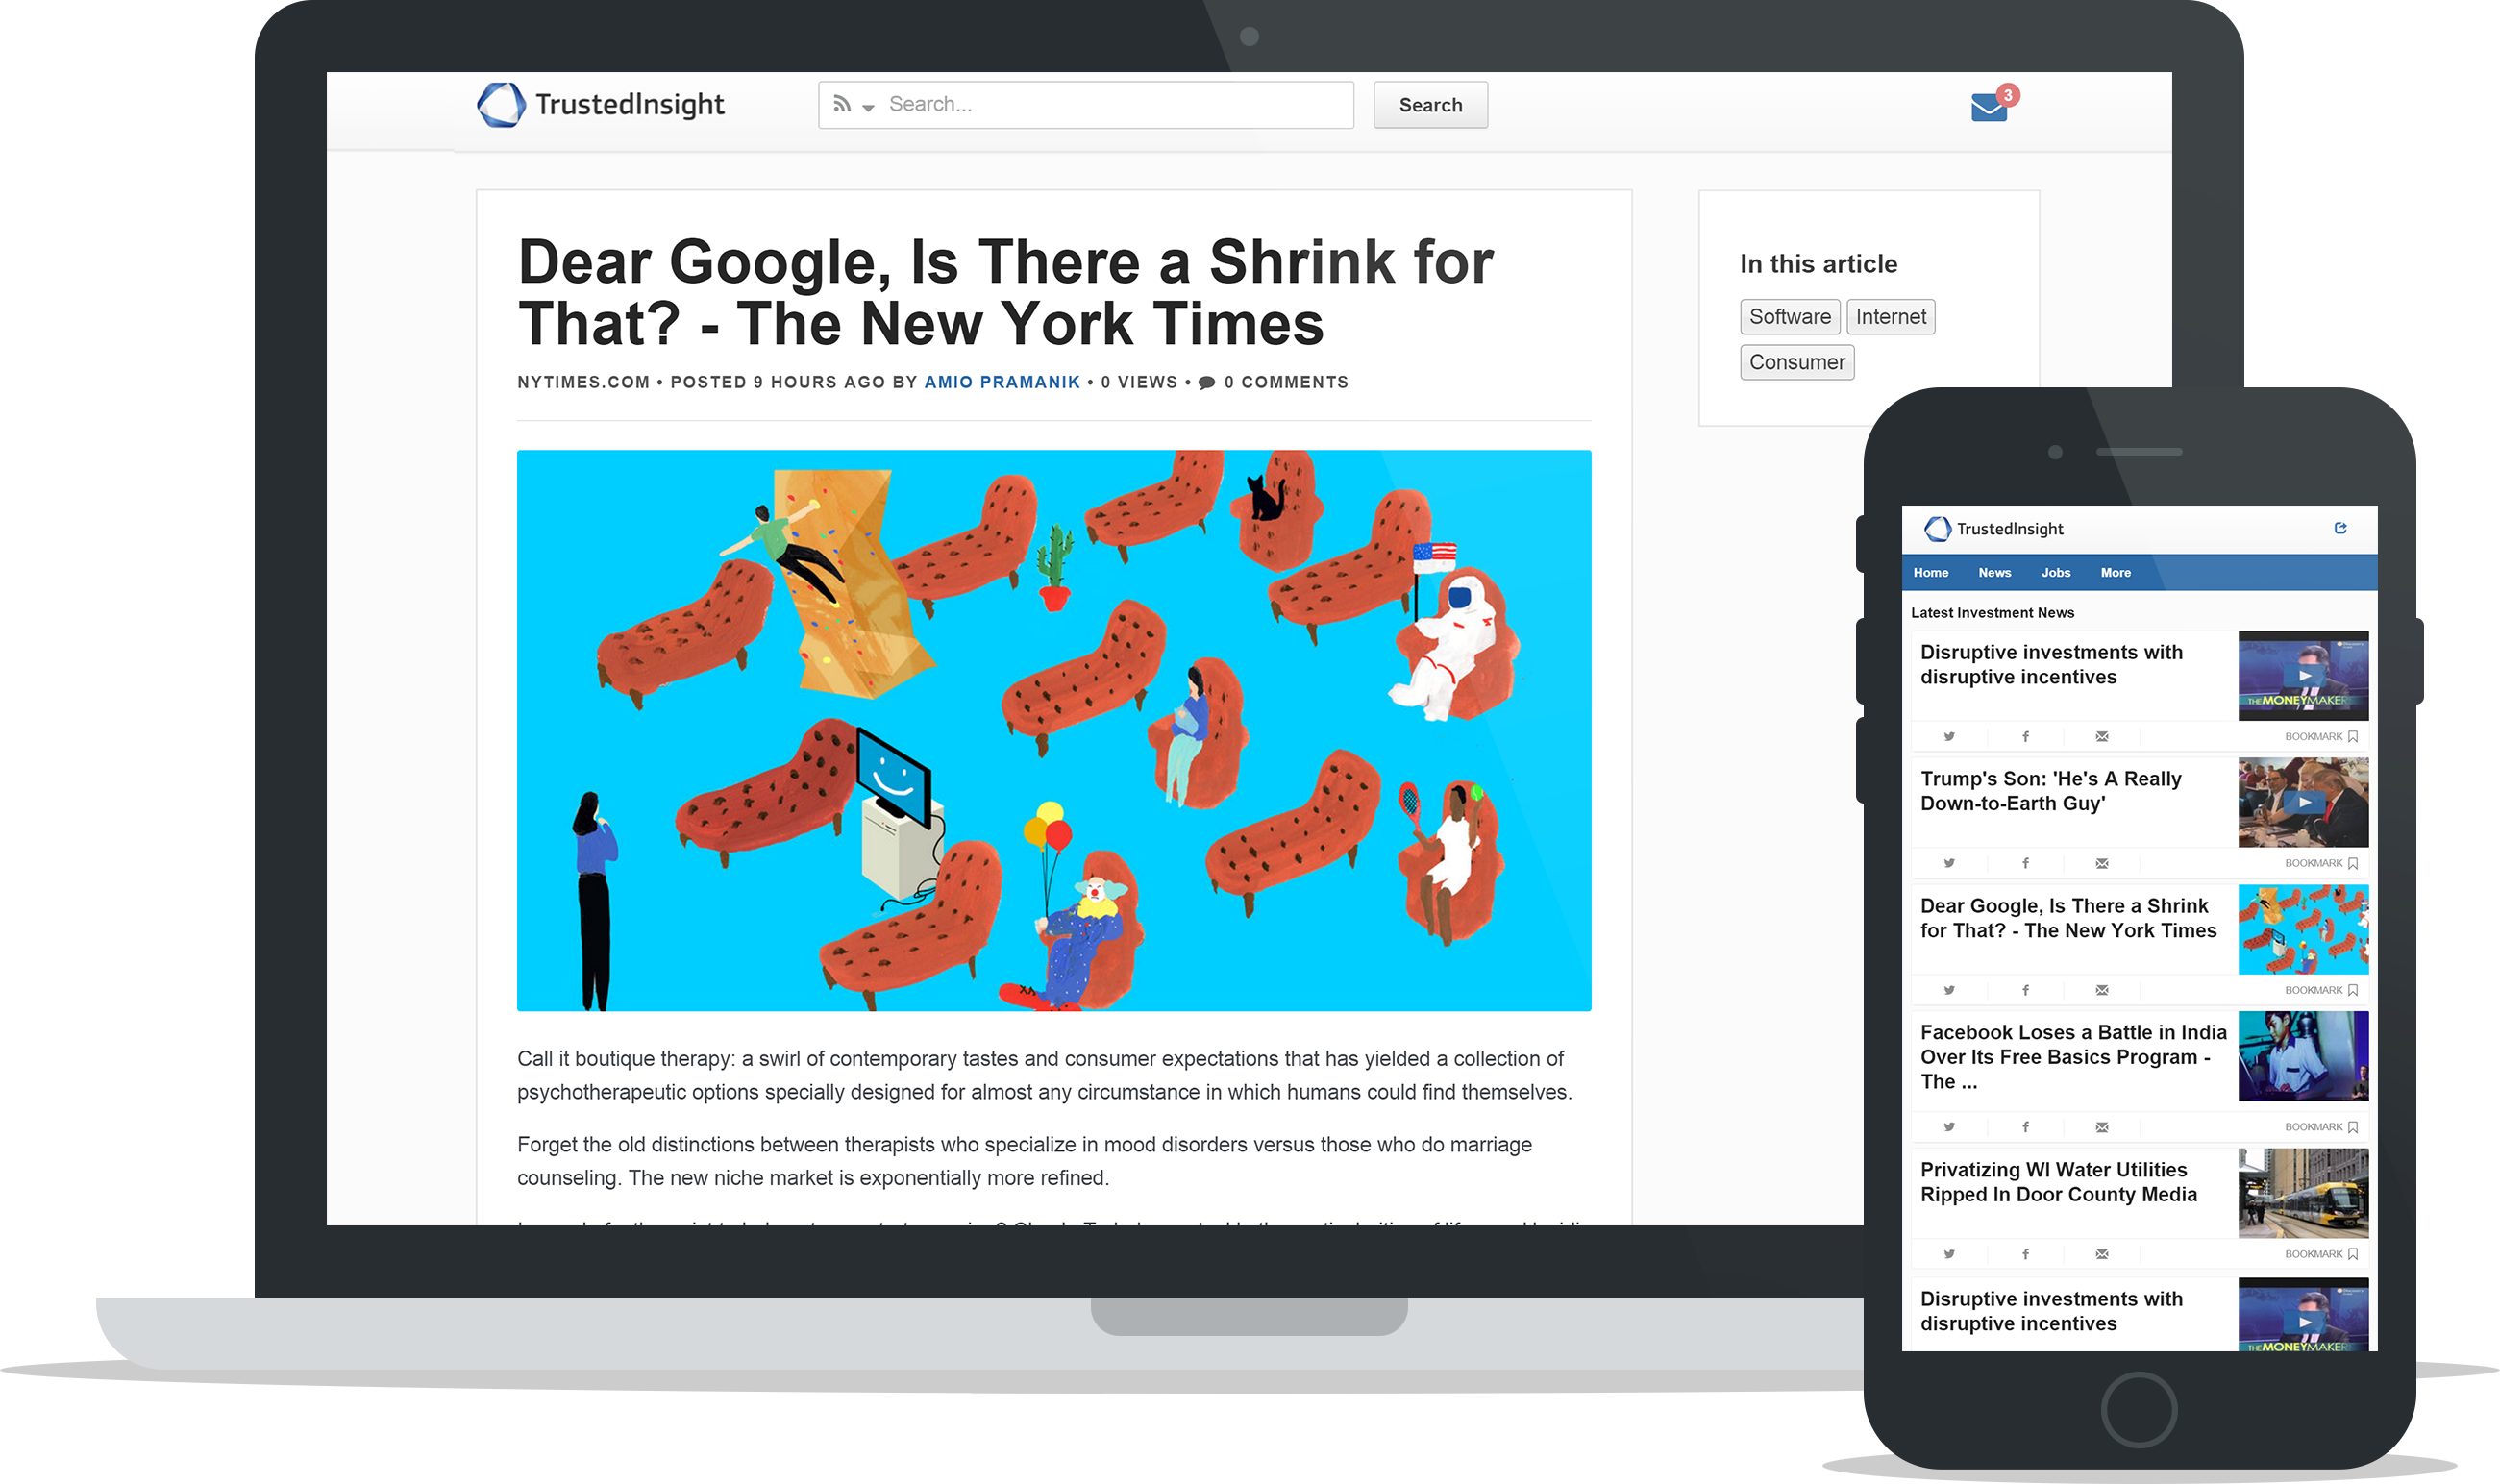 TrustedInsight
Search...
Search
3
Dear Google, Is There a Shrink for
That? - The New York Times
NYTIMES.COM • POSTED 9 HOURS AGO BY AMIO PRAMANIK • 0 VIEWS • 0 COMMENTS
Call it boutique therapy: a swirl of contemporary tastes and consumer expectations that has yielded a collection of
psychotherapeutic options specially designed for almost any circumstance in which humans could find themselves.
Forget the old distinctions between therapists who specialize in mood disorders versus those who do marriage
counseling. The new niche market is exponentially more refined.
In this article
Software Internet
Consumer
TrustedInsight
Home News Jobs More
Latest Investment News
Disruptive investments with
disruptive incentives
THE MONEYMAKER
BOOKMARK
Trump's Son: 'He's A Really
Down-to-Earth Guy'
BOOKMARK
Dear Google, Is There a Shrink
for That? - The New York Times
BOOKMARK
Facebook Loses a Battle in India
Over Its Free Basics Program -
The ...
BOOKMARK
Privatizing WI Water Utilities
Ripped In Door County Media
BOOKMARK
Disruptive investments with
disruptive incentives
THE MONEYMAKER